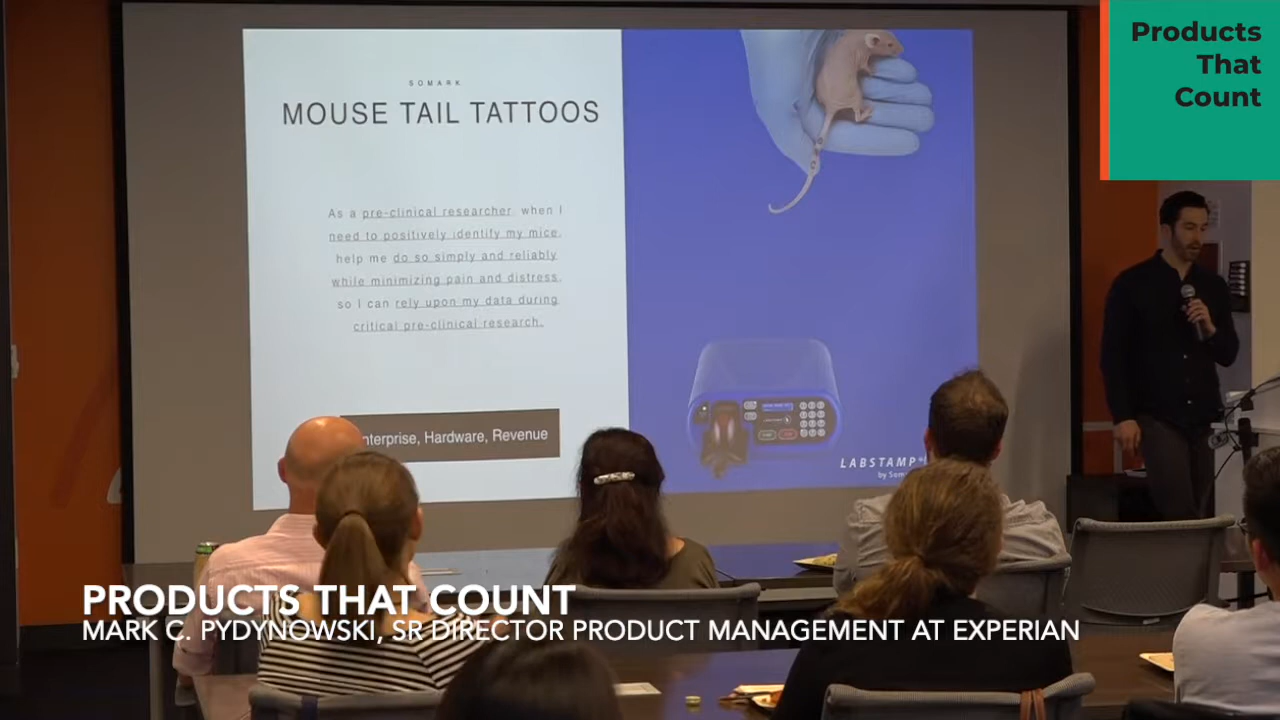 Products
That
Count
SOMARK
MOUSE TAIL TATTOOS
As a pre-clinical researcher, when I
need to positively identify my mice,
help me do so simply and reliably
while minimizing pain and distress,
so I can rely upon my data during
critical pre-clinical research.
nterprise, Hardware, Revenue
LABSTAMP
by Som
PRODUCTS THAT COUNT
MARK C. PYDYNOWSKI, SR DIRECTOR PRODUCT MANAGEMENT AT EXPERIAN